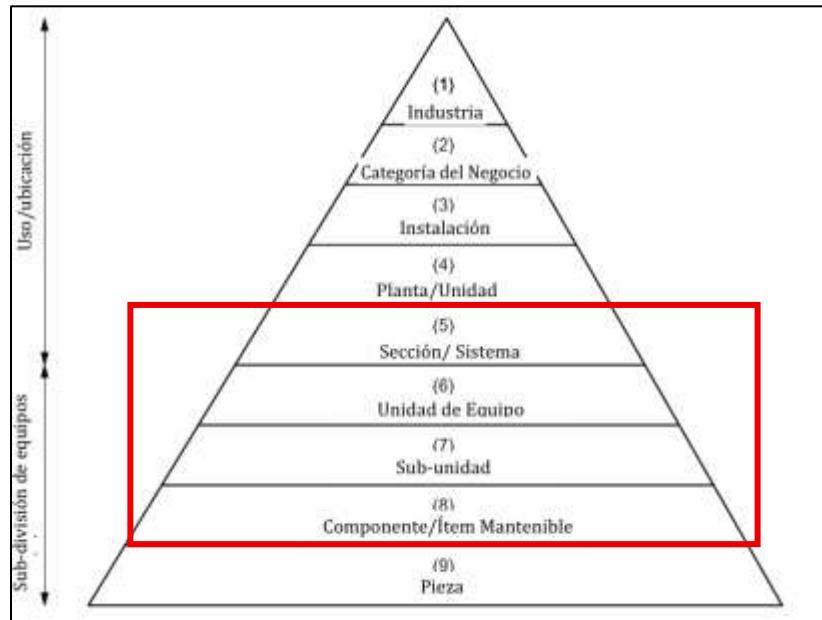 (1)
Industria
(2)
Categoría del Negocio
(3)
Instalación
(4)
Planta/Unidad
(5)
Sección/ Sistema
(6)
Unidad de Equipo
(7)
Sub-unidad
(8)
Componente/Ítem Mantenible
(9)
Pieza
Uso/ubicación
Sub-división de equipos